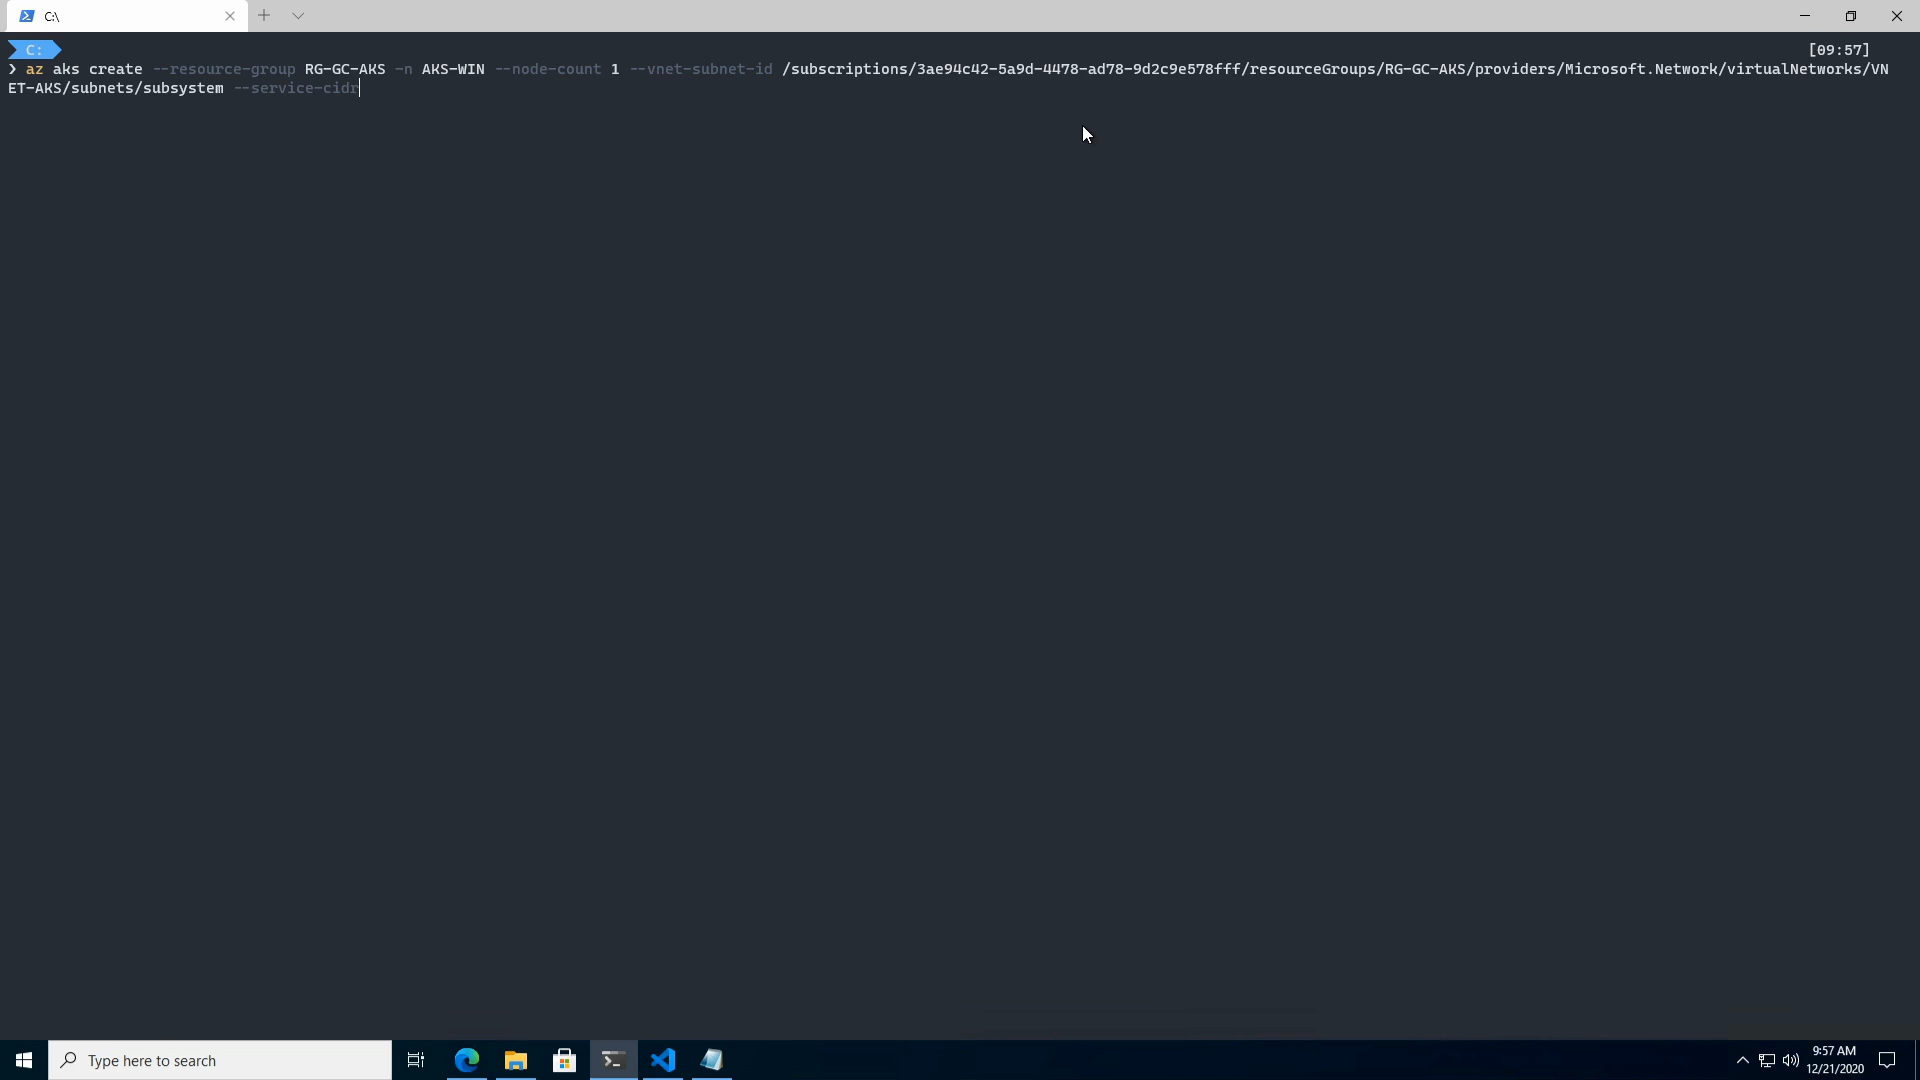 C:\
C:
[09:57]
❯ az aks create --resource-group RG-GC-AKS -n AKS-WIN --node-count 1 --vnet-subnet-id /subscriptions/3ae94c42-5a9d-4478-ad78-9d2c9e578fff/resourceGroups/RG-GC-AKS/providers/Microsoft.Network/virtualNetworks/VN
ET-AKS/subnets/subsystem --service-cidr
Type here to search
9:57 AM
12/21/2020